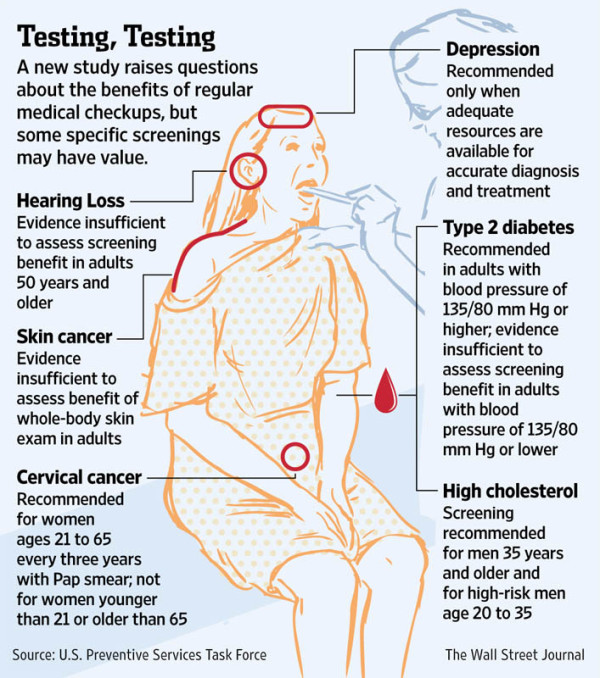 Testing, Testing
A new study raises questions
about the benefits of regular
medical checkups, but
some specific screenings
may have value.
Hearing Loss
Evidence insufficient
to assess screening
benefit in adults
50 years and
older
Skin cancer
Evidence
insufficient to
assess benefit of
whole-body skin
exam in adults
Cervical cancer
Recommended
for women
ages 21 to 65
every three years
with Pap smear; not
for women younger
than 21 or older than 65
Depression
Recommended
only when
adequate
resources are
available for
accurate diagnosis
and treatment
Type 2 diabetes
Recommended
in adults with
blood pressure of
135/80 mm Hg or
higher; evidence
insufficient to
assess screening
benefit in adults
with blood
pressure of 135/80
mm Hg or lower
High cholesterol
Screening
recommended
for men 35 years
and older and
for high-risk men
age 20 to 35
Source: U.S. Preventive Services Task Force
The Wall Street Journal